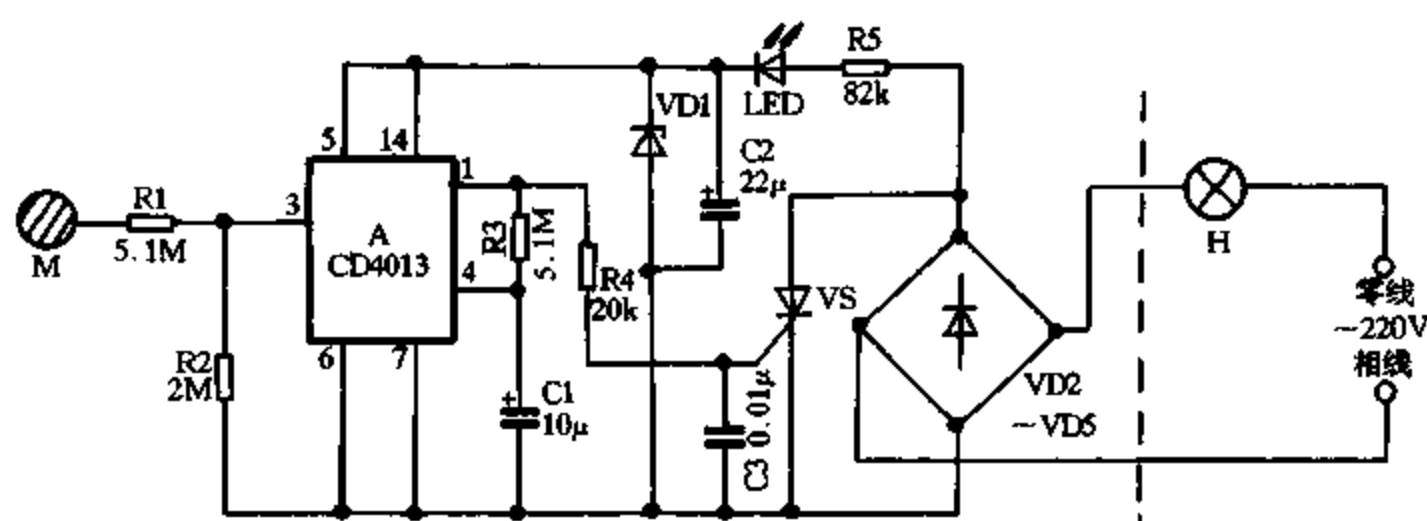 R5
82k
LED
VD1
C2
22μ
5
14
1
R1
3
5.1M
M
A
CD4013
R3
5.1M
4
R4
20k
VS
H
零线
~220V
相线
R2
2M
6
7
C1
10μ
C3 0.01μ
VD2
~VD5